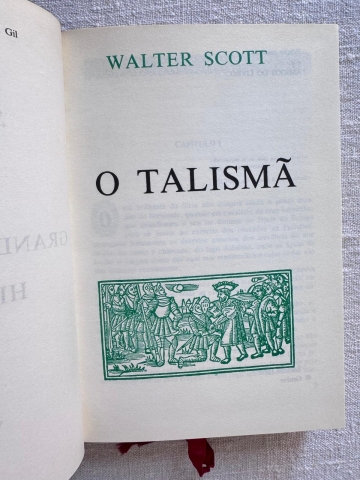 Gil
WALTER SCOTT
O TALISMÃ